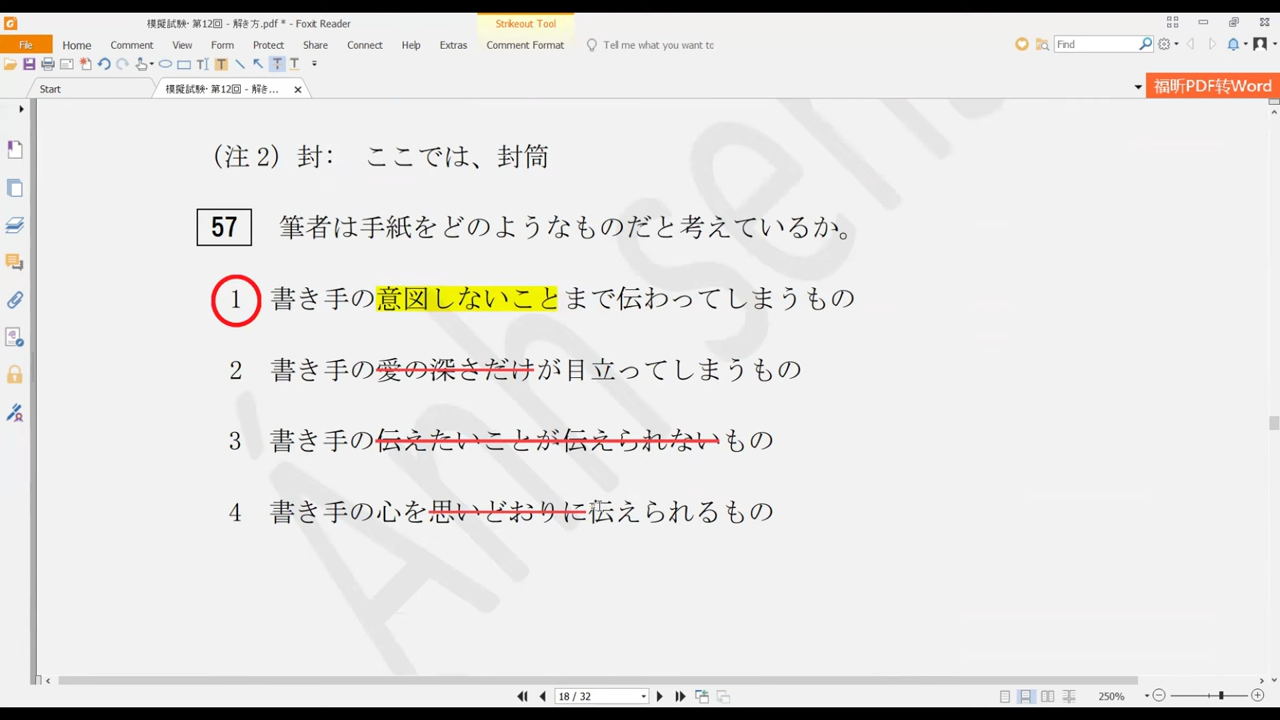 模擬試験· 第12回 - 解き方.pdf * - Foxit Reader
Strikeout Tool
File Home Comment View Form Protect Share Connect Help Extras Comment Format Tell me what you want to
Find
Start
模擬試験· 第12回 - 解き...
福昕PDF转Word
(注2) 封: ここでは、封筒
57 筆者は手紙をどのようなものだと考えているか。
1 書き手の意図しないことまで伝わってしまうもの
2 書き手の愛の深さだけが目立ってしまうもの
3 書き手の伝えたいことが伝えられないもの
4 書き手の心を思いどおりに伝えられるもの
Ánh sen
18 / 32
250%